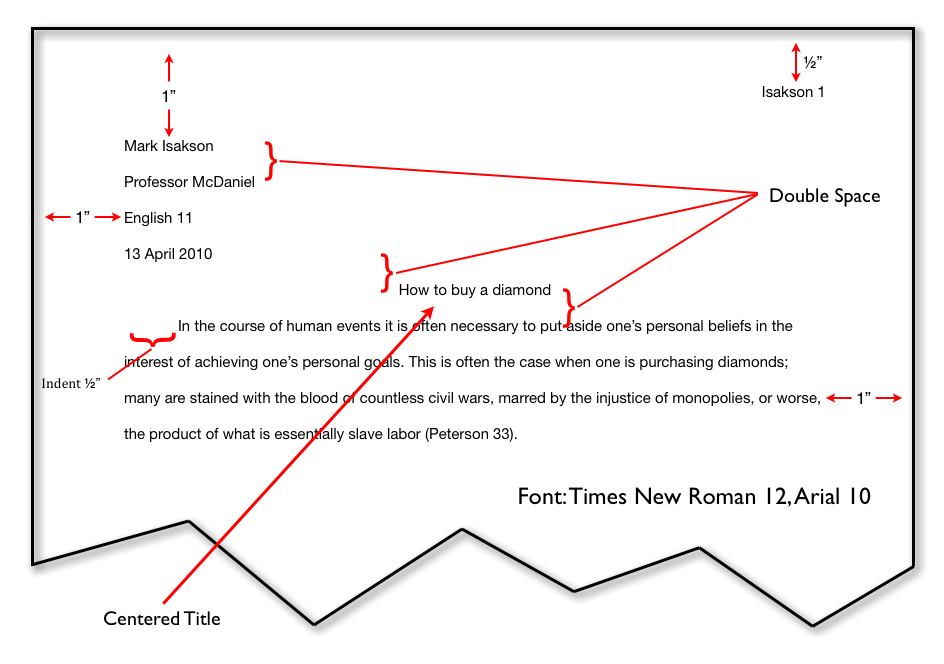 ½”
1”
Isakson 1
Mark Isakson
Professor McDaniel
Double Space
1”
English 11
13 April 2010
How to buy a diamond
In the course of human events it is often necessary to put aside one’s personal beliefs in the
interest of achieving one’s personal goals. This is often the case when one is purchasing diamonds;
Indent ½”
many are stained with the blood of countless civil wars, marred by the injustice of monopolies, or worse,
1”
the product of what is essentially slave labor (Peterson 33).
Font: Times New Roman 12, Arial 10
Centered Title